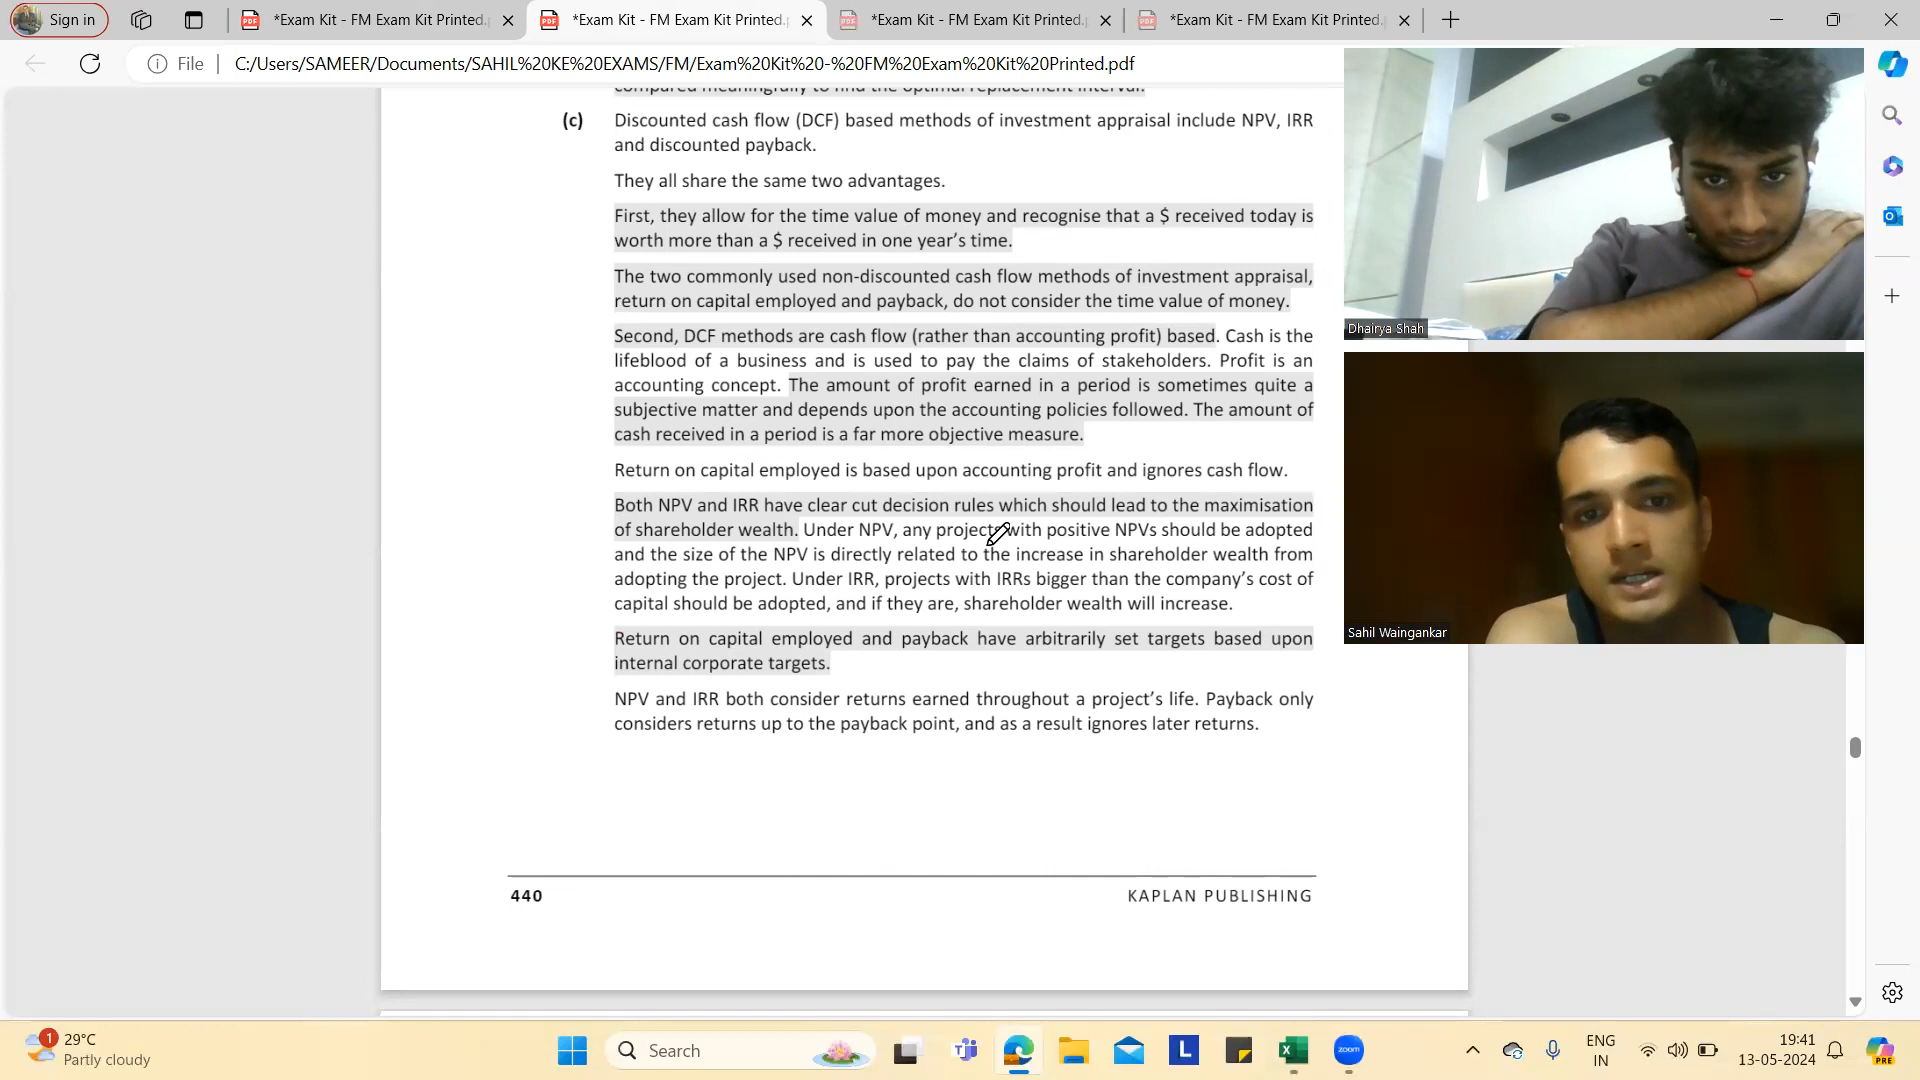 Sign in
*Exam Kit - FM Exam Kit Printed.
*Exam Kit - FM Exam Kit Printed.p
*Exam Kit - FM Exam Kit Printed.p
*Exam Kit - FM Exam Kit Printed.
File
C:/Users/SAMEER/Documents/SAHIL%20KE%20EXAMS/FM/Exam%20Kit%20-%20FM%20Exam%20Kit%20Printed.pdf
compared meaningfully to find the optimal replacement interval.
(c) Discounted cash flow (DCF) based methods of investment appraisal include NPV, IRR
and discounted payback.
They all share the same two advantages.
First, they allow for the time value of money and recognise that a $ received today is
worth more than a $ received in one year's time.
The two commonly used non-discounted cash flow methods of investment appraisal,
return on capital employed and payback, do not consider the time value of money.
Second, DCF methods are cash flow (rather than accounting profit) based. Cash is the
lifeblood of a business and is used to pay the claims of stakeholders. Profit is an
accounting concept. The amount of profit earned in a period is sometimes quite a
subjective matter and depends upon the accounting policies followed. The amount of
cash received in a period is a far more objective measure.
Return on capital employed is based upon accounting profit and ignores cash flow.
Both NPV and IRR have clear cut decision rules which should lead to the maximisation
of shareholder wealth. Under NPV, any projects with positive NPVs should be adopted
and the size of the NPV is directly related to the increase in shareholder wealth from
adopting the project. Under IRR, projects with IRRs bigger than the company's cost of
capital should be adopted, and if they are, shareholder wealth will increase.
Return on capital employed and payback have arbitrarily set targets based upon
internal corporate targets.
NPV and IRR both consider returns earned throughout a project's life. Payback only
considers returns up to the payback point, and as a result ignores later returns.
440
KAPLAN PUBLISHING
Dhairya Shah
Sahil Waingankar
1
29°C
Partly cloudy
Search
L
zoom
PRE
ENG
IN
19:41
13-05-2024